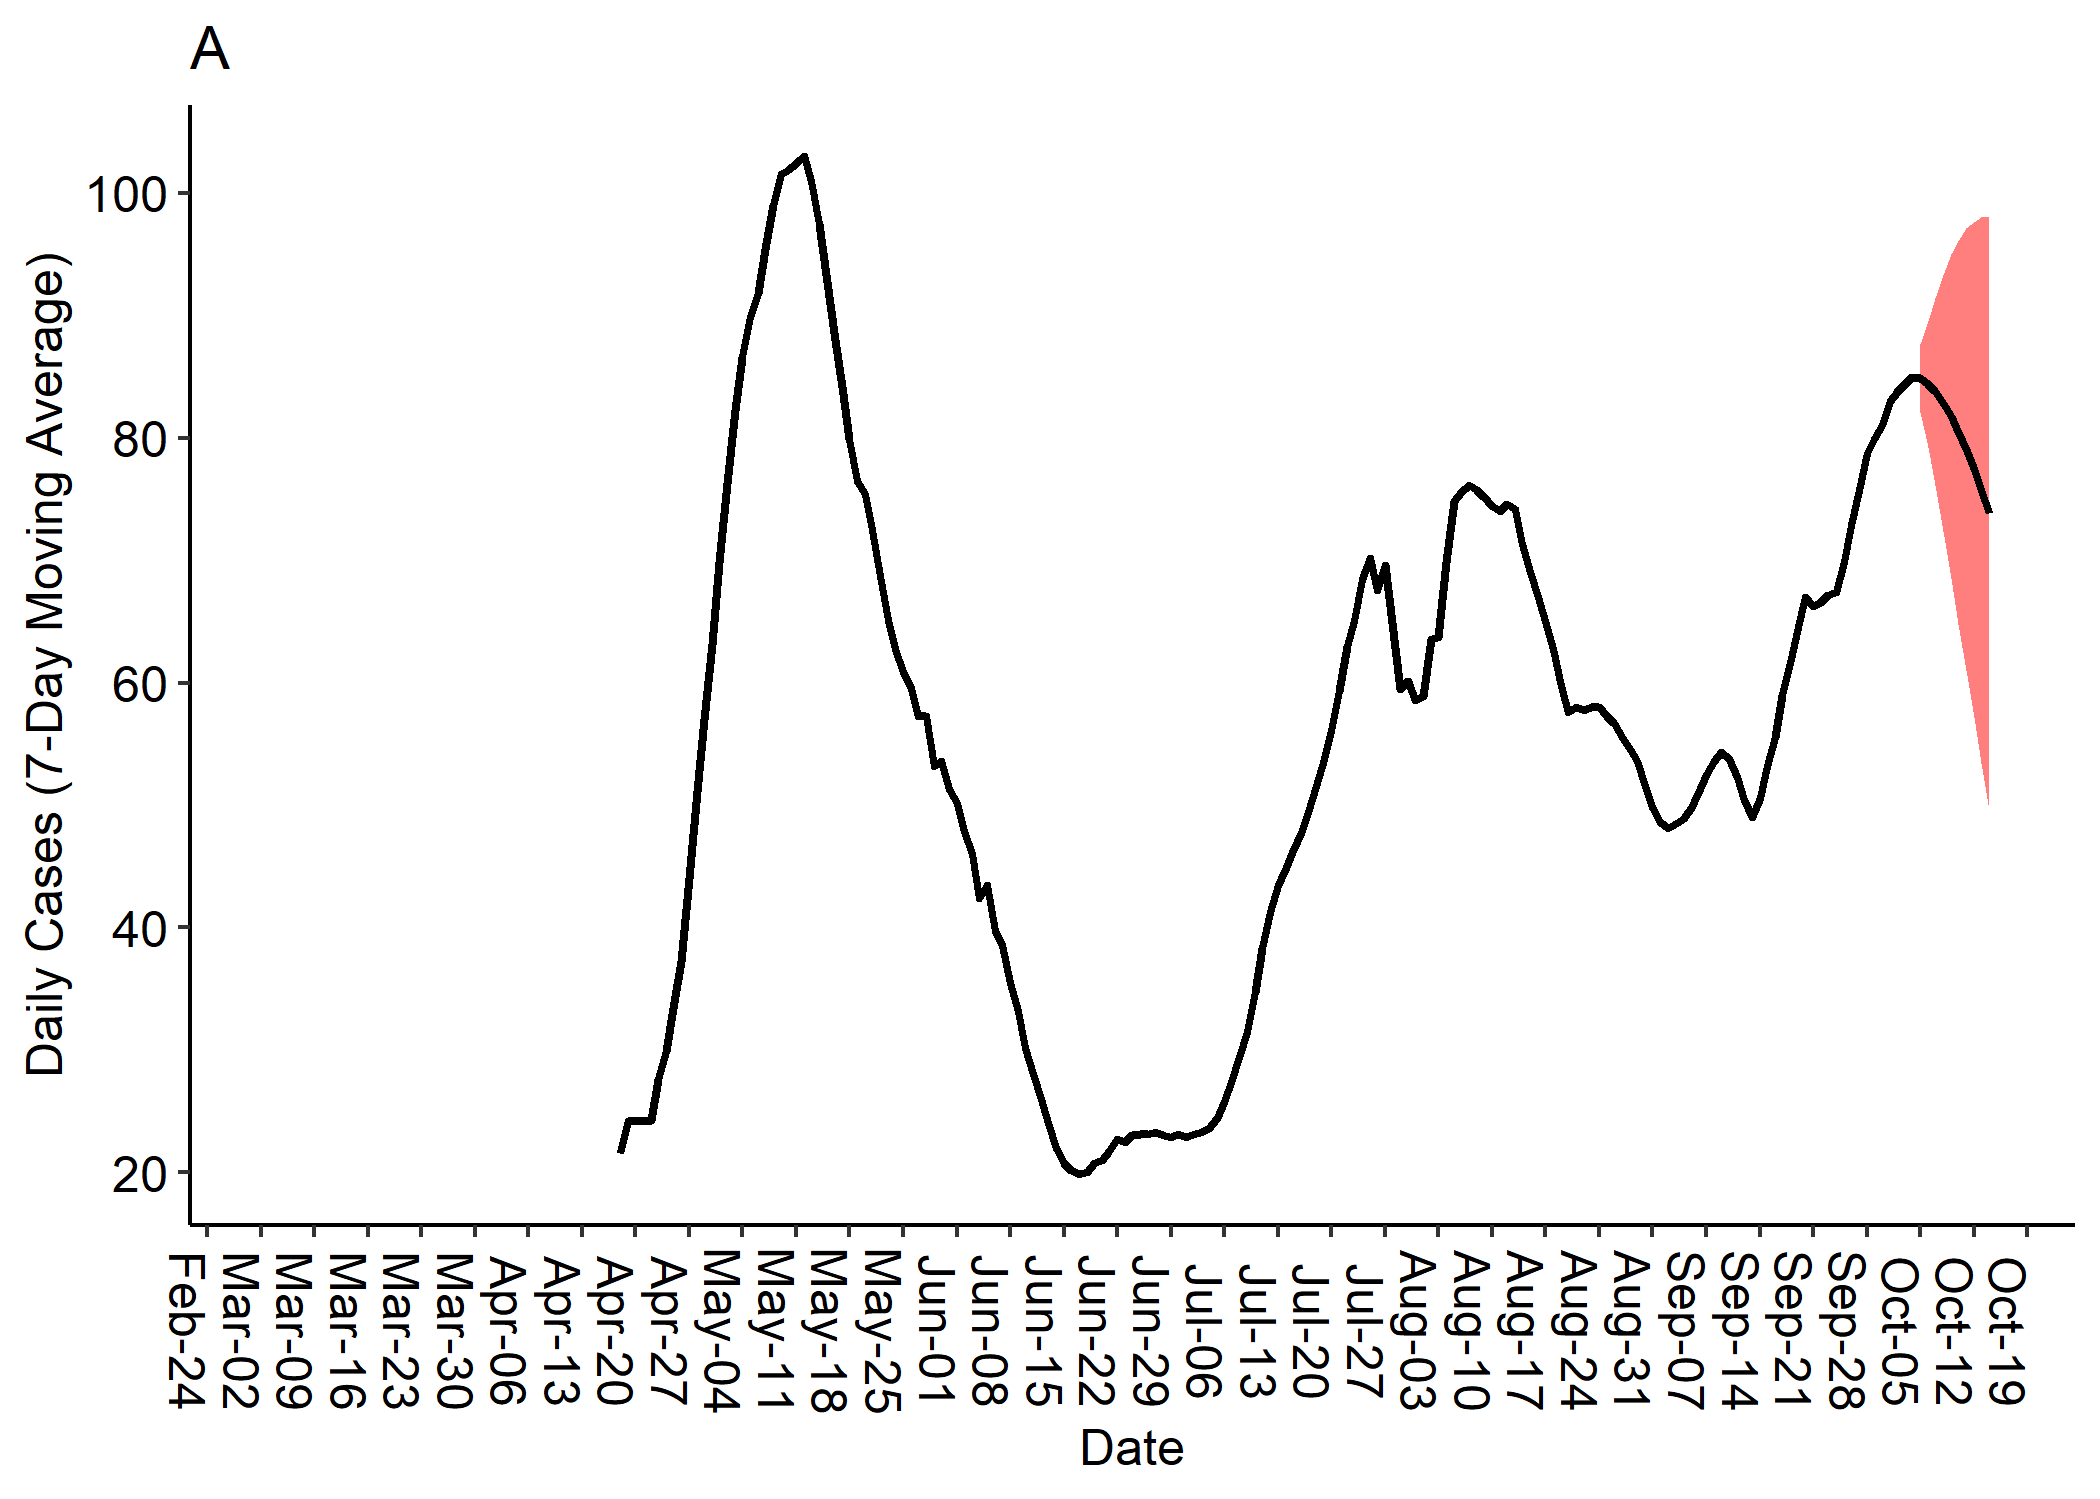 A
Daily Cases (7-Day Moving Average)
100
80
60
40
20
Feb-24
Mar-02
Mar-09
Mar-16
Mar-23
Mar-30
Apr-06
Apr-13
Apr-20
Apr-27
May-04
May-11
May-18
May-25
Jun-01
Jun-08
Jun-15
Jun-22
Jun-29
Jul-06
Jul-13
Jul-20
Jul-27
Aug-03
Aug-10
Aug-17
Aug-24
Aug-31
Sep-07
Sep-14
Sep-21
Sep-28
Oct-05
Oct-12
Oct-19
Date